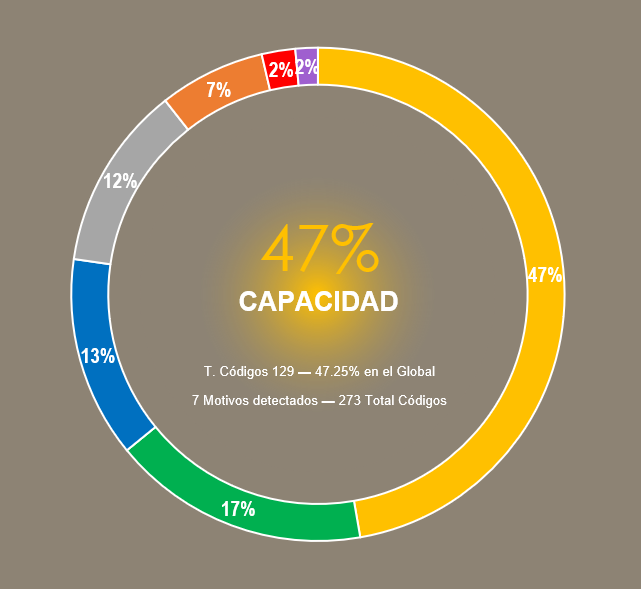 2%
2%
7%
12%
47%
CAPACIDAD
47%
13%
T. Códigos 129 — 47.25% en el Global
7 Motivos detectados — 273 Total Códigos
17%